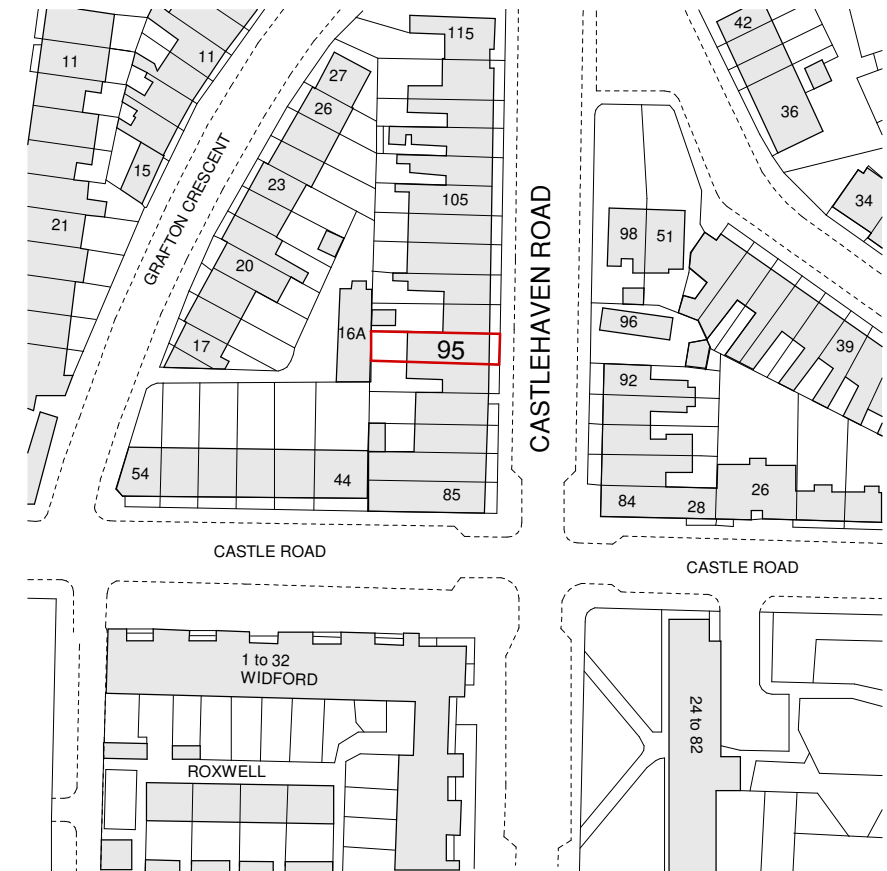 42
115
11
11
27
26
36
15
GRAFTON CRESCENT
23
105
34
21
CASTLEHAVEN ROAD
98
51
20
96
16A
17
95
39
92
54
44
85
84
28
26
CASTLE ROAD
CASTLE ROAD
1 to 32
WIDFORD
24 to 82
ROXWELL